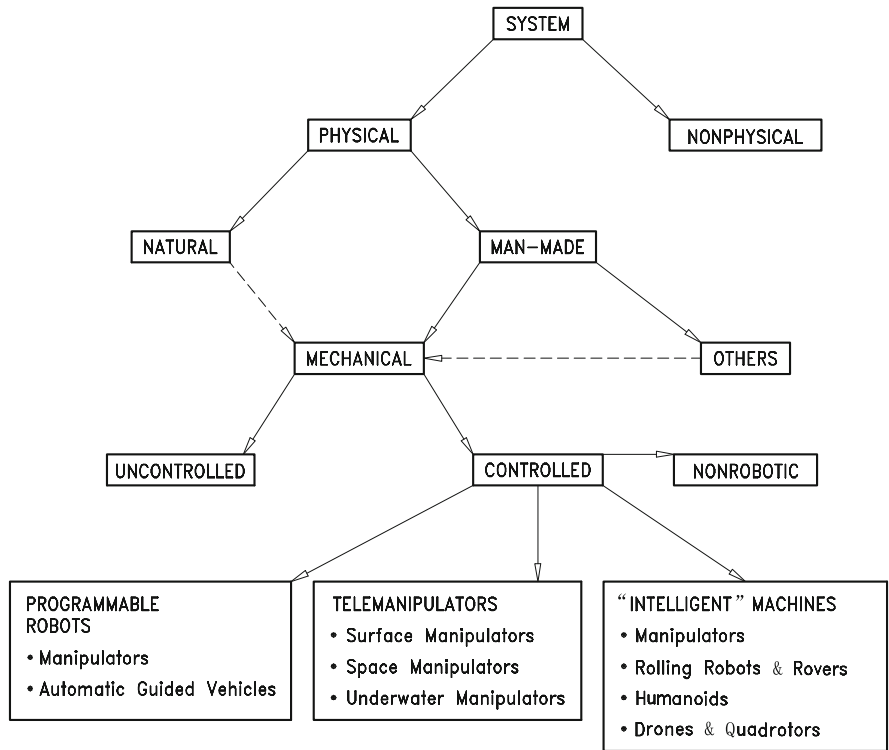 SYSTEM
PHYSICAL
NONPHYSICAL
NATURAL
MAN-MADE
MECHANICAL
OTHERS
UNCONTROLLED
CONTROLLED
NONROBOTIC
PROGRAMMABLE
ROBOTS
• Manipulators
• Automatic Guided Vehicles
TELEMANIPULATORS
• Surface Manipulators
• Space Manipulators
• Underwater Manipulators
“INTELLIGENT” MACHINES
• Manipulators
• Rolling Robots & Rovers
• Humanoids
• Drones & Quadrotors